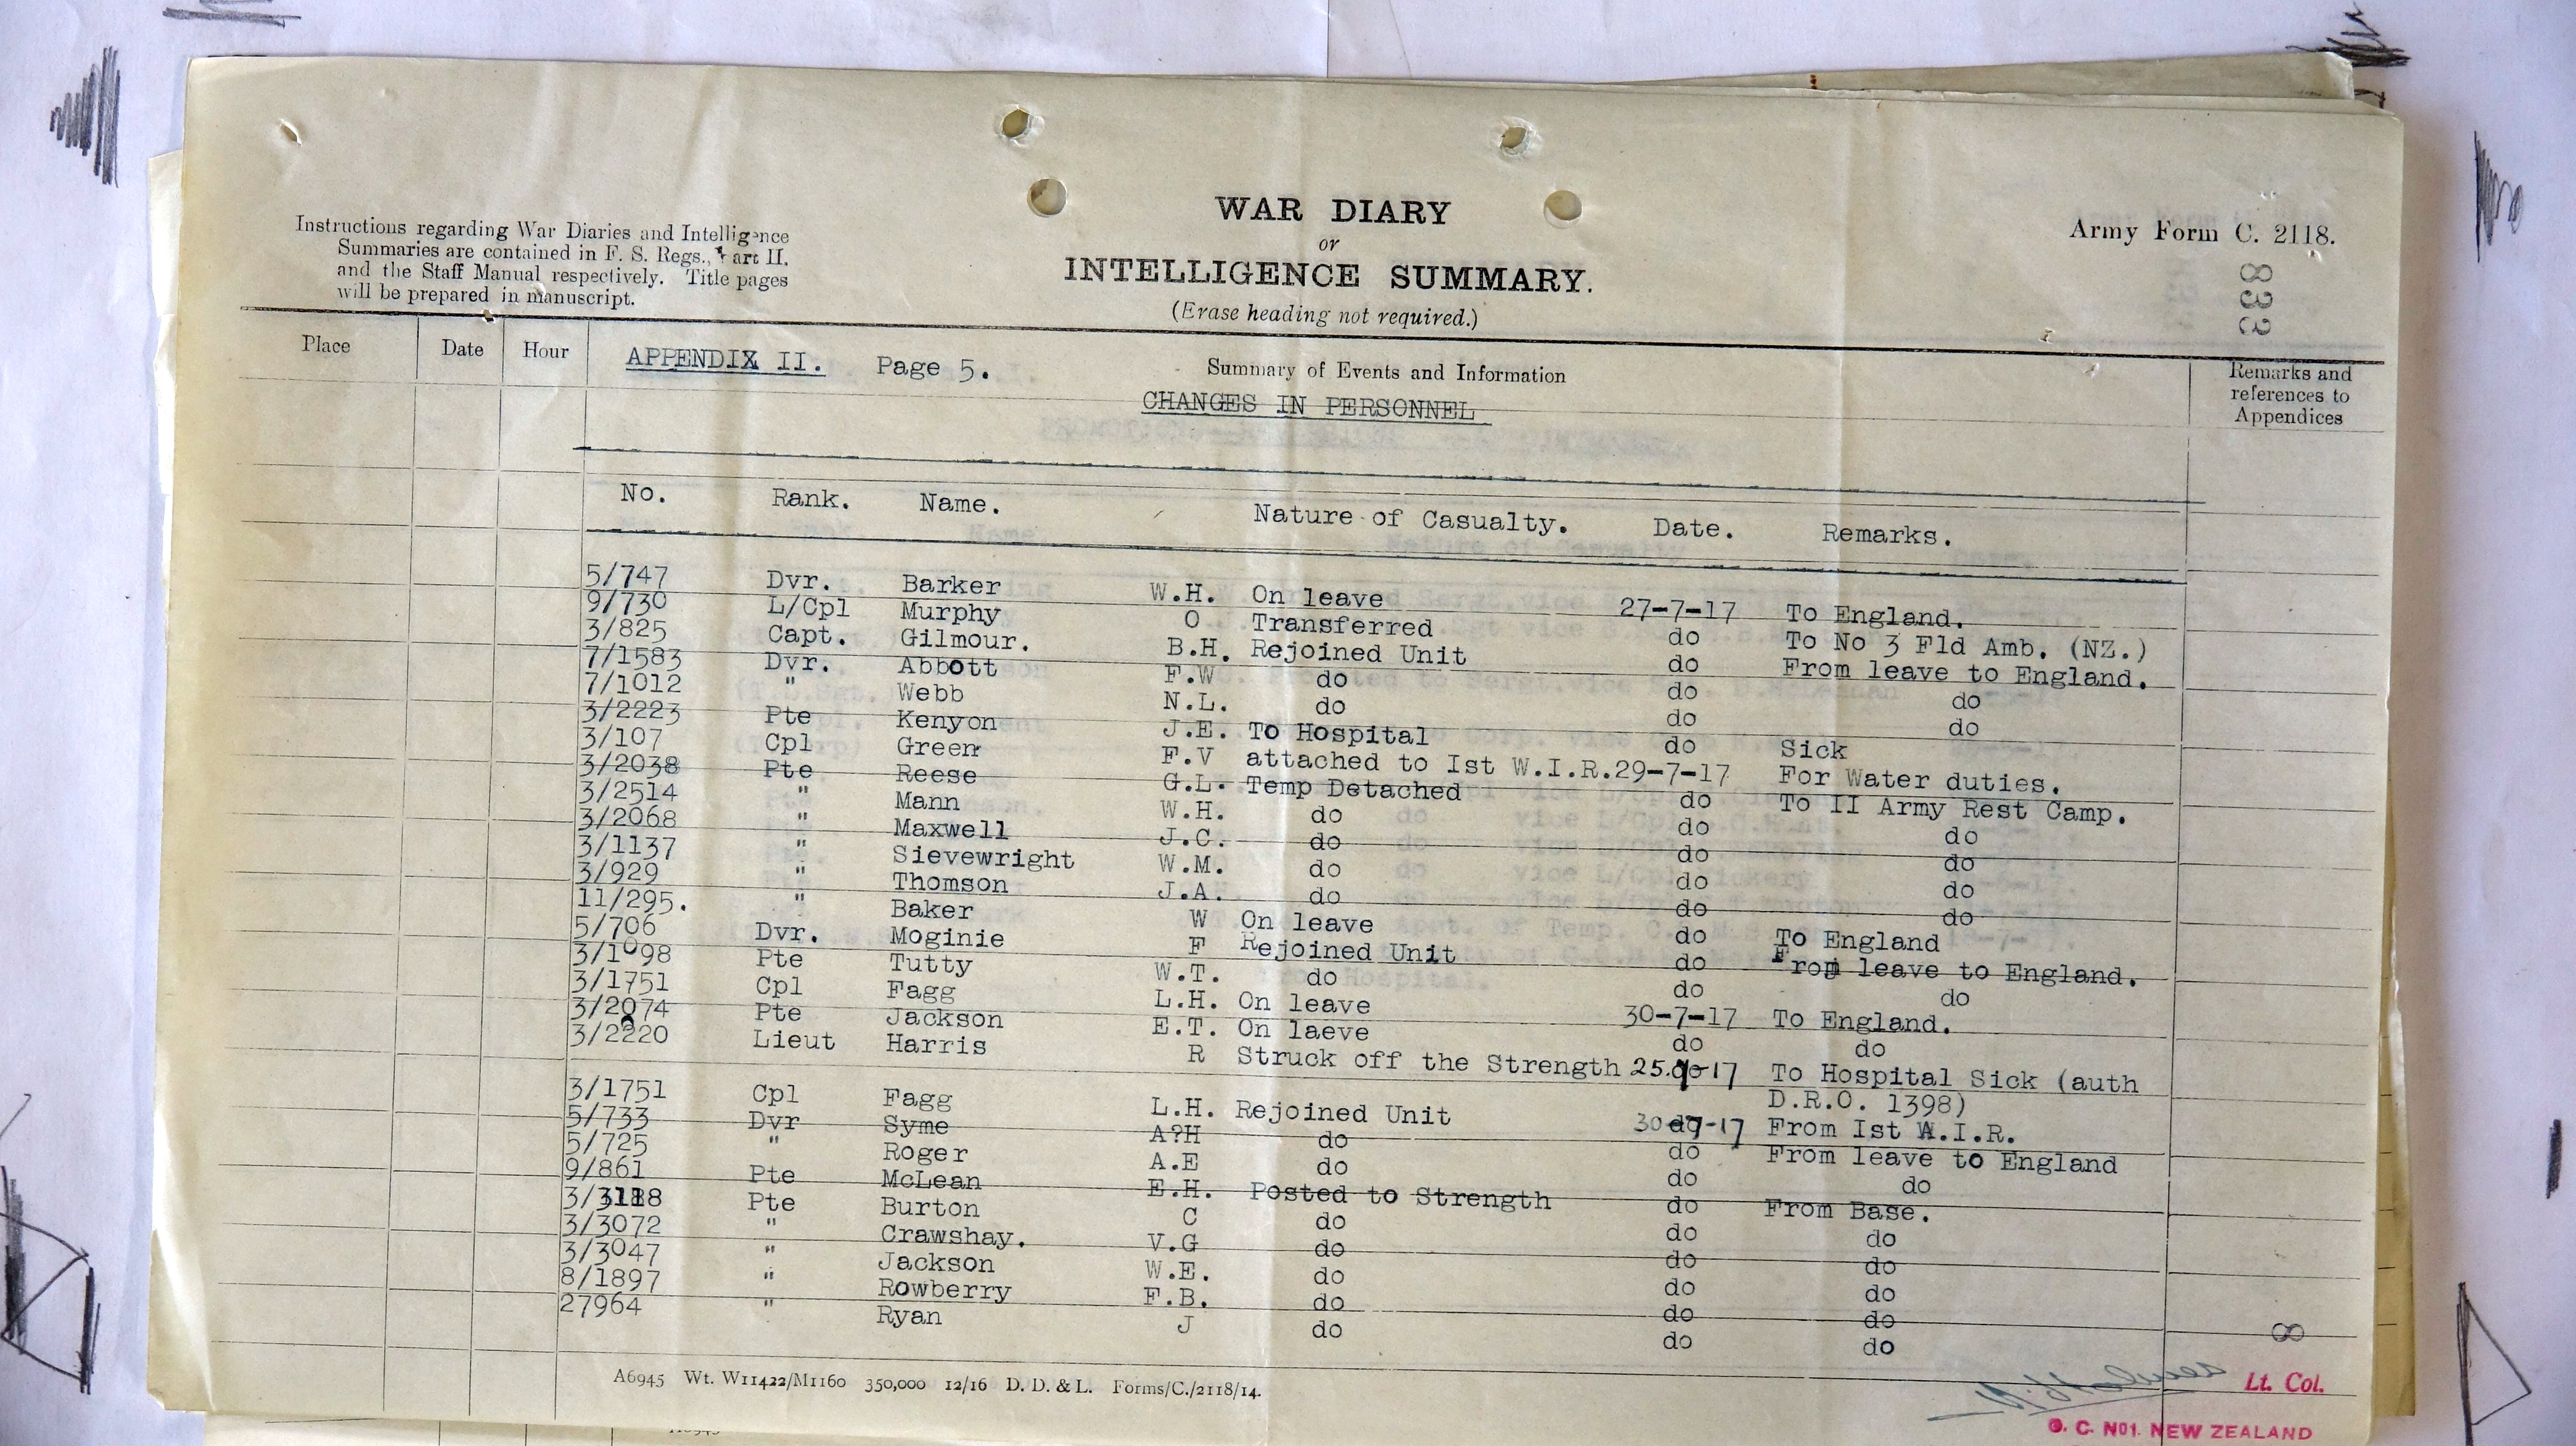 WAR DIARY
or
INTELLIGENCE SUMMARY.
(Erase heading not required.)
Instructions regarding War Diaries and Intelligence
Summaries are contained in F. S. Regs., Part II.
and the Staff Manual respectively. Title pages
will be prepared in manuscript.
Army Form C. 2118.
833
Place Date Hour APPENDIX II. Page 5. Summary of Events and Information Remarks and references to Appendices
CHANGES IN PERSONNEL
No. Rank. Name. Nature of Casualty. Date. Remarks.
5/747 Dvr. Barker W.H. On leave 27-7-17 To England.
9/730 L/Cpl Murphy O Transferred do To No 3 Fld Amb. (NZ.)
3/825 Capt. Gilmour. B.H. Rejoined Unit do From leave to England.
7/1583 Dvr. Abbott F.W do do do
7/1012 " Webb N.L. do do do
3/2223 Pte Kenyon J.E. To Hospital do Sick
3/107 Cpl Green F.V attached to Ist W.I.R. 29-7-17 For Water duties.
3/2038 Pte Reese G.L. Temp Detached do To II Army Rest Camp.
3/2514 " Mann W.H. do do do
3/2068 " Maxwell J.C. do do do
3/1137 " Sievewright W.M. do do do
3/929 " Thomson J.A. do do do
11/295. " Baker W On leave do To England
5/706 Dvr. Moginie F Rejoined Unit do From leave to England.
3/1098 Pte Tutty W.T. do do do
3/1751 Cpl Fagg L.H. On leave 30-7-17 To England.
3/2074 Pte Jackson E.T. On laeve do do
3/2220 Lieut Harris R Struck off the Strength 25.7-17 To Hospital Sick (auth
D.R.O. 1398)
3/1751 Cpl Fagg L.H. Rejoined Unit 30-7-17 From Ist W.I.R.
5/733 Dvr Syme A?H do do From leave to England
5/725 " Roger A.E do do do
9/861 Pte McLean E.H. Posted to Strength do From Base.
3/3188 Pte Burton C do do do
3/3072 " Crawshay. V.G do do do
3/3047 " Jackson W.E. do do do
8/1897 " Rowberry F.B. do do do
27964 " Ryan J do do do
8
A6945 Wt. W11422/M1160 350,000 12/16 D. D. & L. Forms/C./2118/14.
Lt. Col.
O. C. No1. NEW ZEALAND